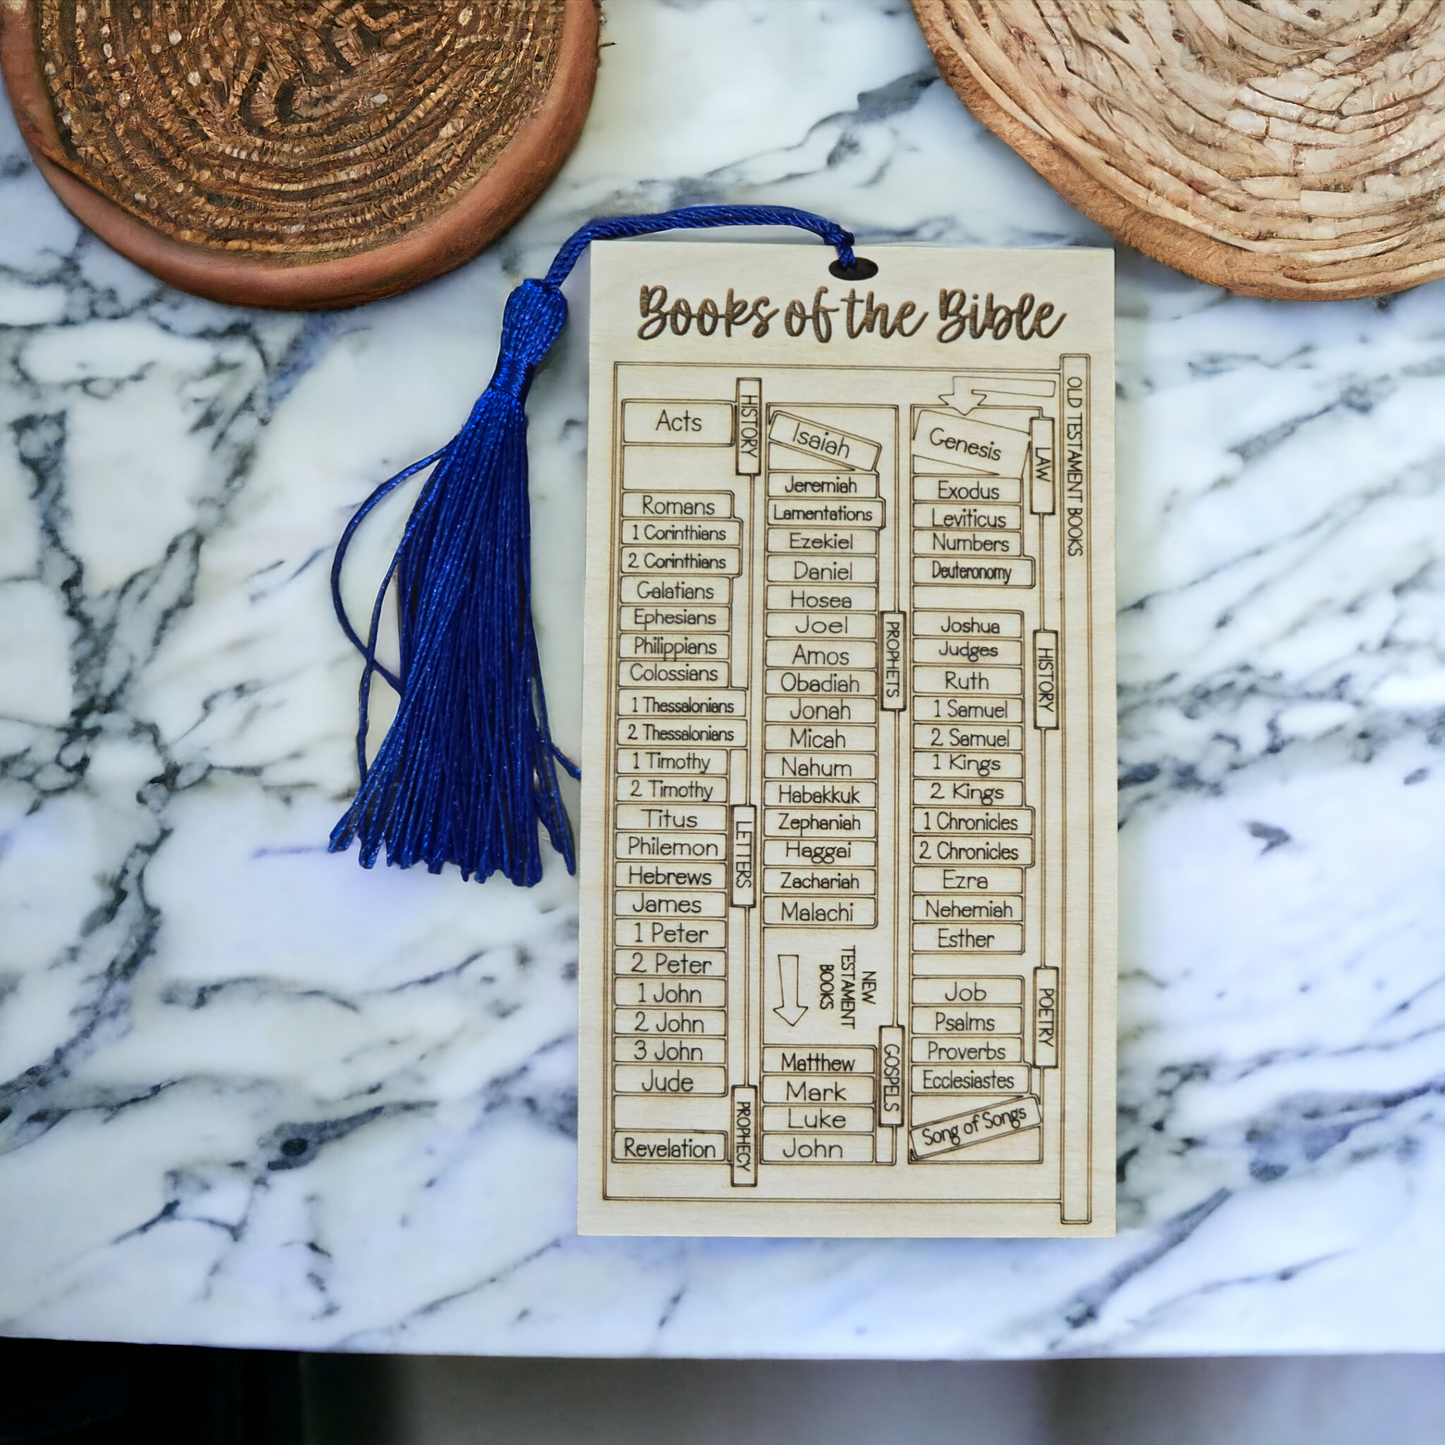 Books of the Bible
OLD TESTAMENT BOOKS
LAW
Genesis
Exodus
Leviticus
Numbers
Deuteronomy
HISTORY
Joshua
Judges
Ruth
1 Samuel
2 Samuel
1 Kings
2 Kings
1 Chronicles
2 Chronicles
Ezra
Nehemiah
Esther
POETRY
Job
Psalms
Proverbs
Ecclesiastes
Song of Songs
PROPHETS
Isaiah
Jeremiah
Lamentations
Ezekiel
Daniel
Hosea
Joel
Amos
Obadiah
Jonah
Micah
Nahum
Habakkuk
Zephaniah
Haggai
Zachariah
Malachi
NEW
TESTAMENT
BOOKS
GOSPELS
Matthew
Mark
Luke
John
HISTORY
Acts
LETTERS
Romans
1 Corinthians
2 Corinthians
Galatians
Ephesians
Philippians
Colossians
1 Thessalonians
2 Thessalonians
1 Timothy
2 Timothy
Titus
Philemon
Hebrews
James
1 Peter
2 Peter
1 John
2 John
3 John
Jude
PROPHECY
Revelation